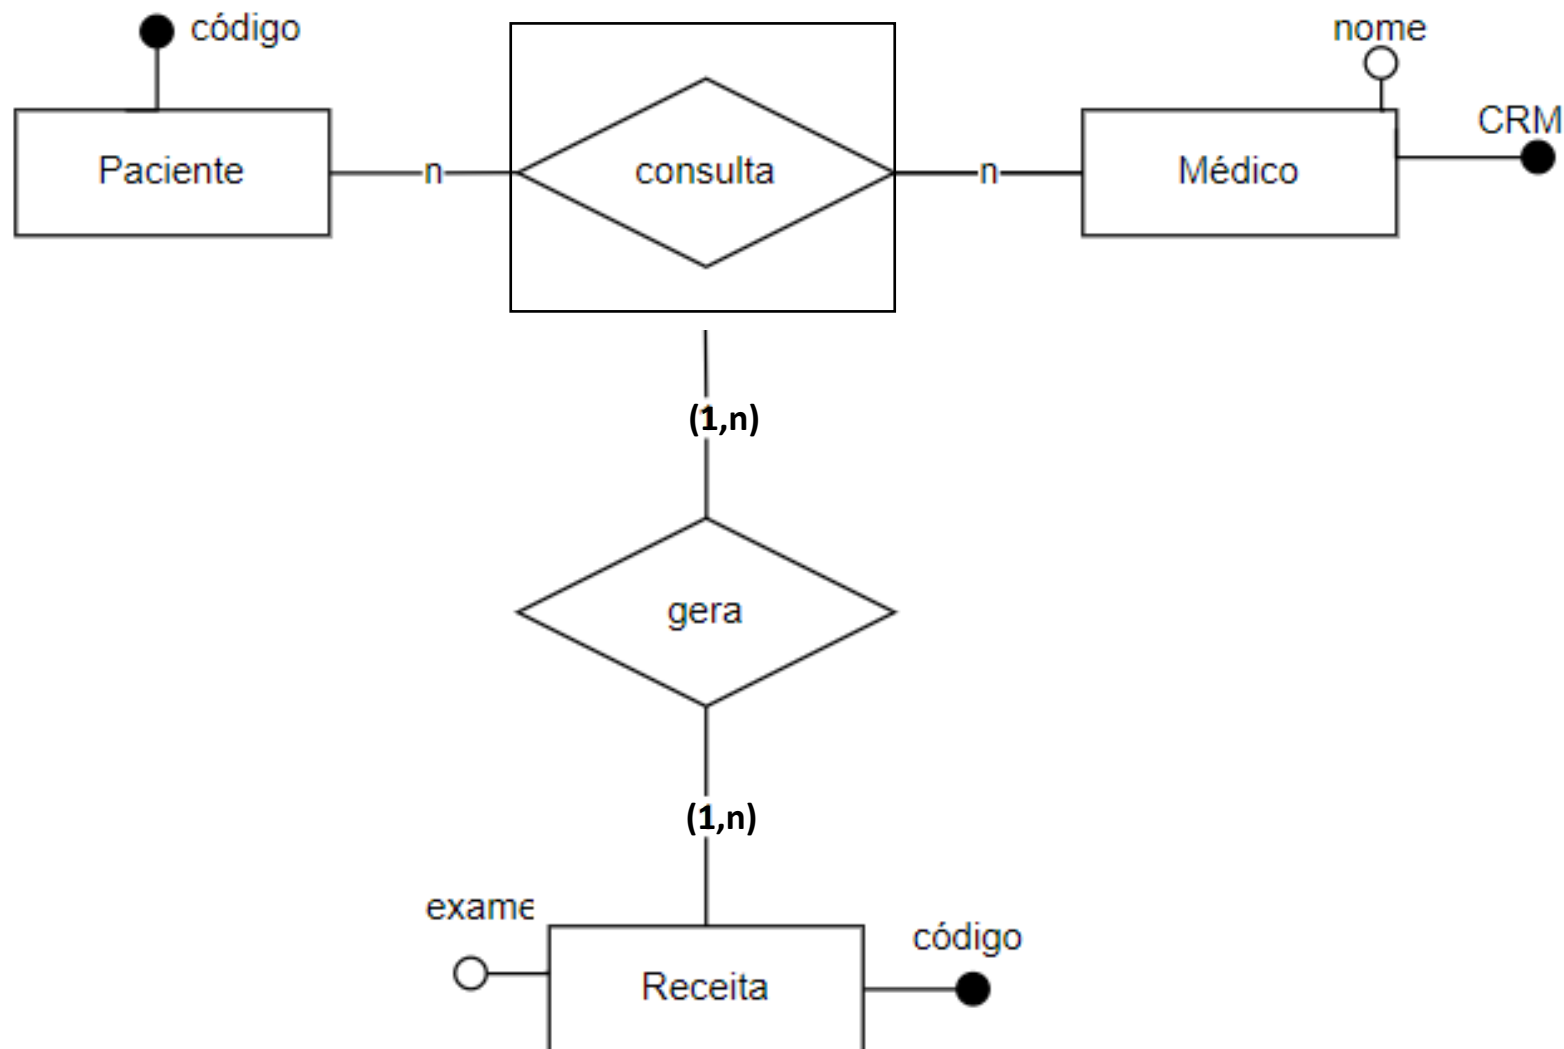 código
nome
CRM
Paciente
n
consulta
n
Médico
(1,n)
gera
(1,n)
exame
código
Receita